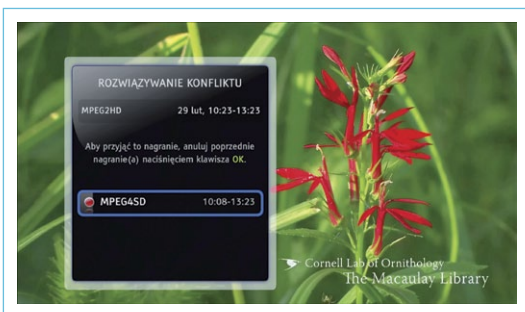 ROZWIĄZYWANIE KONFLIKTU
MPEG2HD 29 lut, 10:23-13:23
Aby przyjąć to nagranie, anuluj poprzednie
nagranie(a) naciśnięciem klawisza OK.
MPEG4SD 10:08-13:23
Cornell Lab of Ornithology
The Macaulay Library